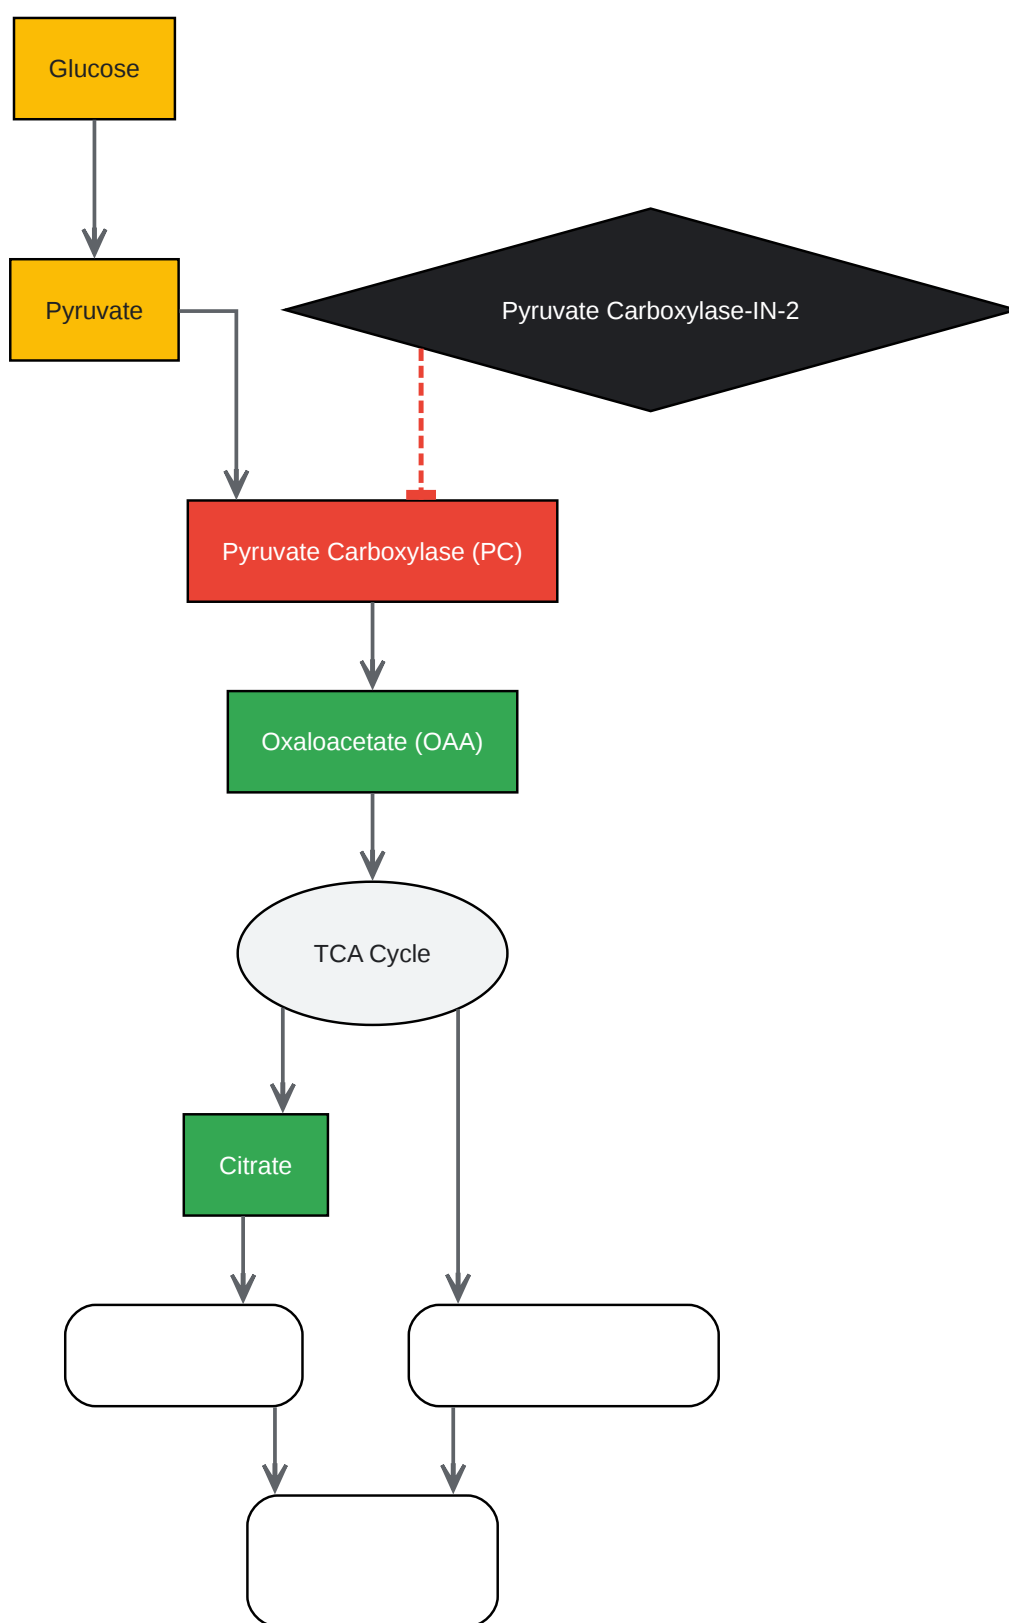 Glucose
Pyruvate
Pyruvate Carboxylase-IN-2
Pyruvate Carboxylase (PC)
Oxaloacetate (OAA)
TCA Cycle
Citrate